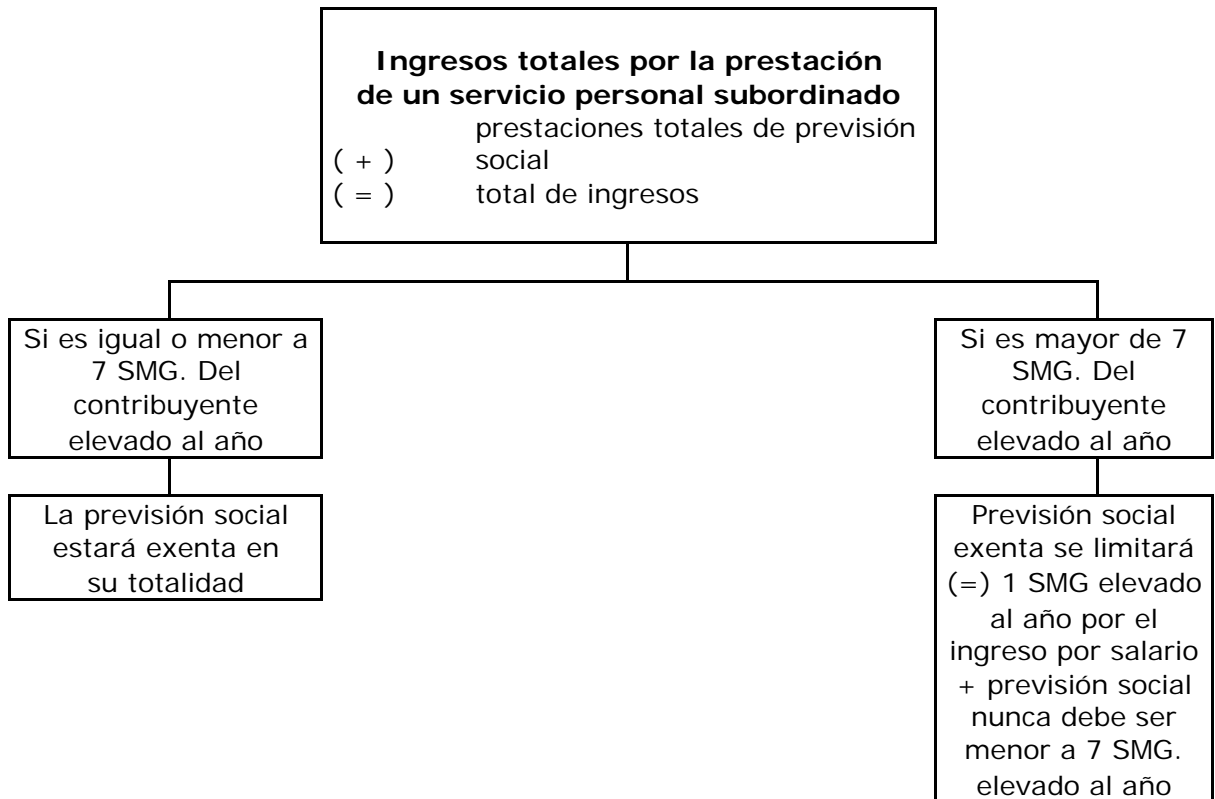 Ingresos totales por la prestación
de un servicio personal subordinado
prestaciones totales de previsión
( + ) social
( = ) total de ingresos
Si es igual o menor a
7 SMG. Del
contribuyente
elevado al año
La previsión social
estará exenta en
su totalidad
Si es mayor de 7
SMG. Del
contribuyente
elevado al año
Previsión social
exenta se limitará
(=) 1 SMG elevado
al año por el
ingreso por salario
+ previsión social
nunca debe ser
menor a 7 SMG.
elevado al año